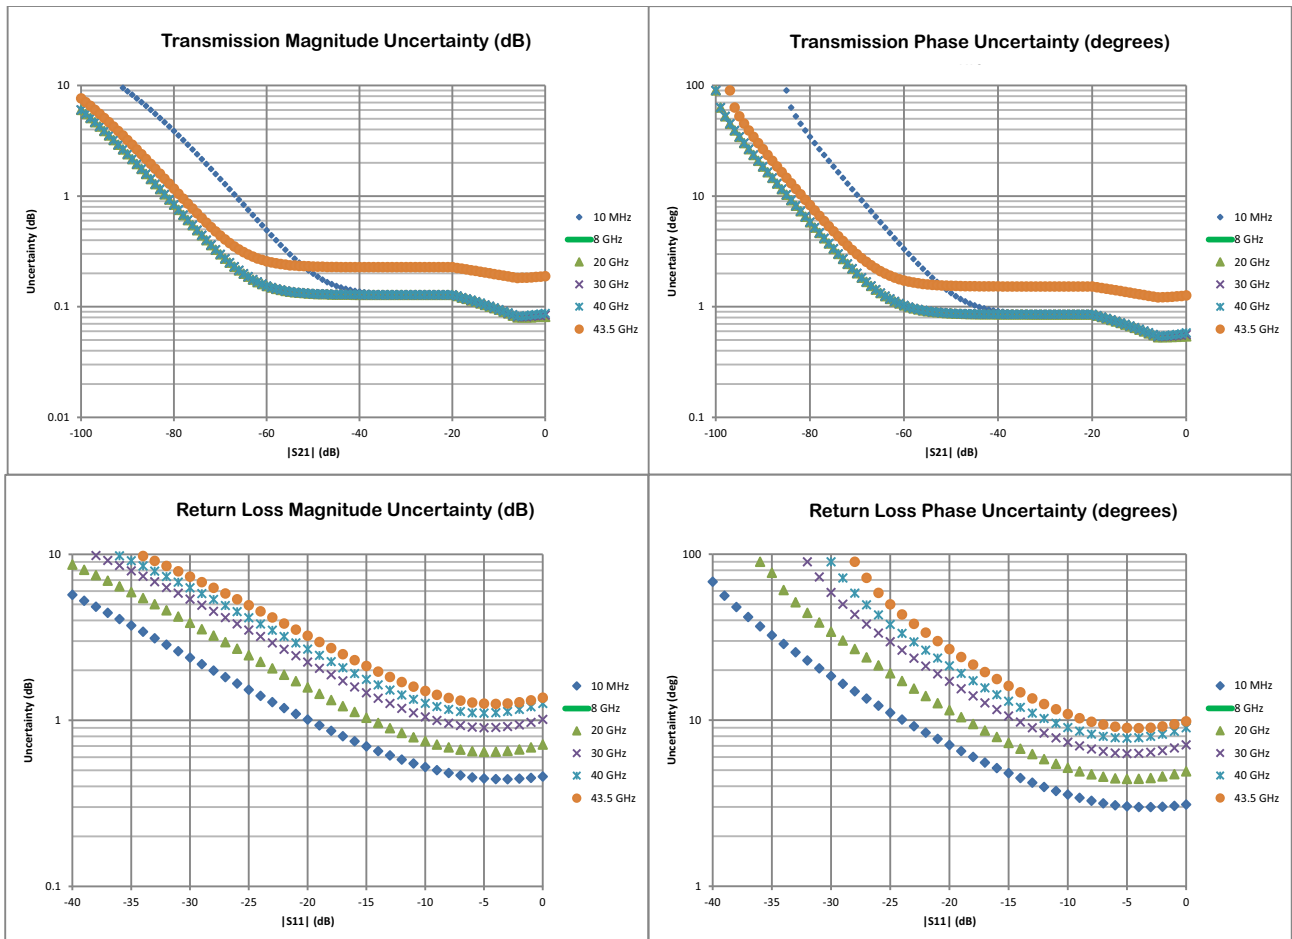 Transmission Magnitude Uncertainty (dB)
Uncertainty (dB)
10
1
0.1
0.01
-100 -80 -60 -40 -20 0
|S21| (dB)
10 MHz
8 GHz
20 GHz
30 GHz
40 GHz
43.5 GHz
Transmission Phase Uncertainty (degrees)
Uncertainty (deg)
100
10
1
0.1
-100 -80 -60 -40 -20 0
|S21| (dB)
10 MHz
8 GHz
20 GHz
30 GHz
40 GHz
43.5 GHz
Return Loss Magnitude Uncertainty (dB)
Uncertainty (dB)
10
1
0.1
-40 -35 -30 -25 -20 -15 -10 -5 0
|S11| (dB)
10 MHz
8 GHz
20 GHz
30 GHz
40 GHz
43.5 GHz
Return Loss Phase Uncertainty (degrees)
Uncertainty (deg)
100
10
1
-40 -35 -30 -25 -20 -15 -10 -5 0
|S11| (dB)
10 MHz
8 GHz
20 GHz
30 GHz
40 GHz
43.5 GHz